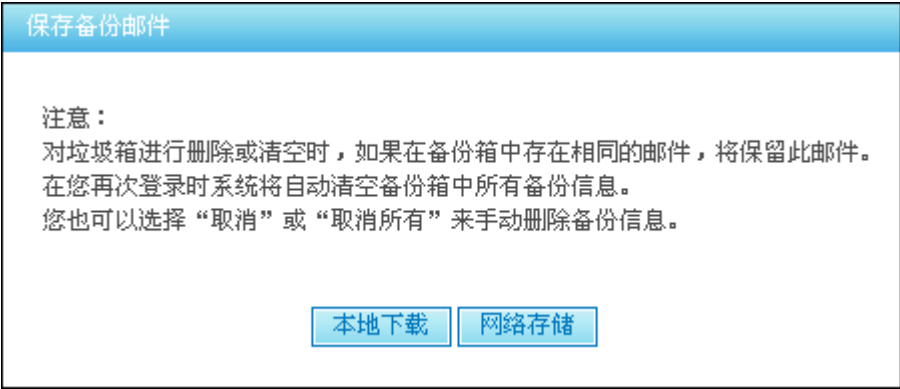 保存备份邮件
注意：
对垃圾箱进行删除或清空时，如果在备份箱中存在相同的邮件，将保留此邮件。
在您再次登录时系统将自动清空备份箱中所有备份信息。
您也可以选择“取消”或“取消所有”来手动删除备份信息。
本地下载 网络存储